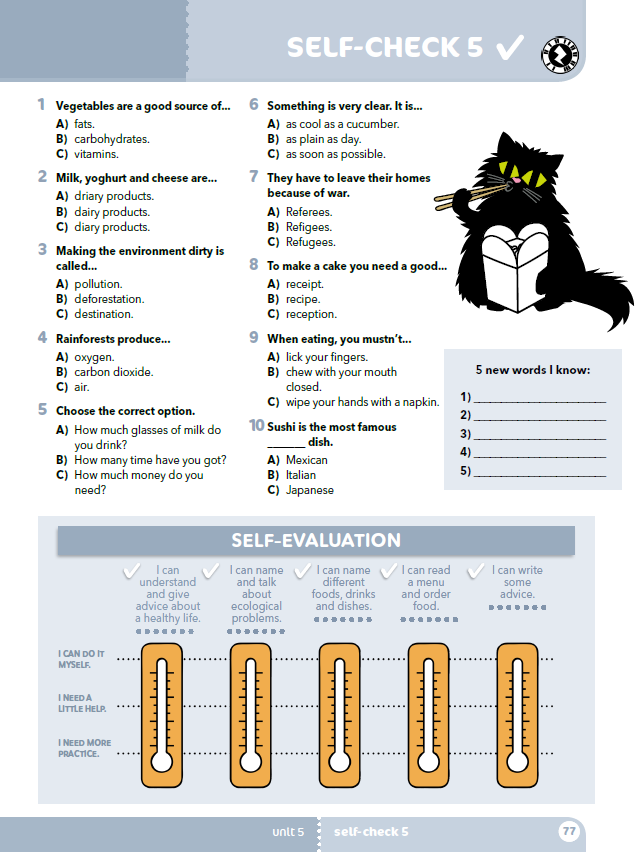 SELF-CHECK 5
1 Vegetables are a good source of...
A) fats.
B) carbohydrates.
C) vitamins.
2 Milk, yoghurt and cheese are...
A) driary products.
B) dairy products.
C) diary products.
3 Making the environment dirty is
called...
A) pollution.
B) deforestation.
C) destination.
4 Rainforests produce...
A) oxygen.
B) carbon dioxide.
C) air.
5 Choose the correct option.
A) How much glasses of milk do
you drink?
B) How many time have you got?
C) How much money do you
need?
6 Something is very clear. It is...
A) as cool as a cucumber.
B) as plain as day.
C) as soon as possible.
7 They have to leave their homes
because of war.
A) Referees.
B) Refigees.
C) Refugees.
8 To make a cake you need a good...
A) receipt.
B) recipe.
C) reception.
9 When eating, you mustn't...
A) lick your fingers.
B) chew with your mouth
closed.
C) wipe your hands with a napkin.
10 Sushi is the most famous
______ dish.
A) Mexican
B) Italian
C) Japanese
5 new words I know:
1) ______________________
2) ______________________
3) ______________________
4) ______________________
5) ______________________
SELF-EVALUATION
I can
understand
and give
advice about
a healthy life.
I can name
and talk
about
ecological
problems.
I can name
different
foods, drinks
and dishes.
I can read
a menu
and order
food.
I can write
some
advice.
I CAN DO IT
MYSELF.
I NEED A
LITTLE HELP.
I NEED MORE
PRACTICE.
unit 5
self-check 5
77